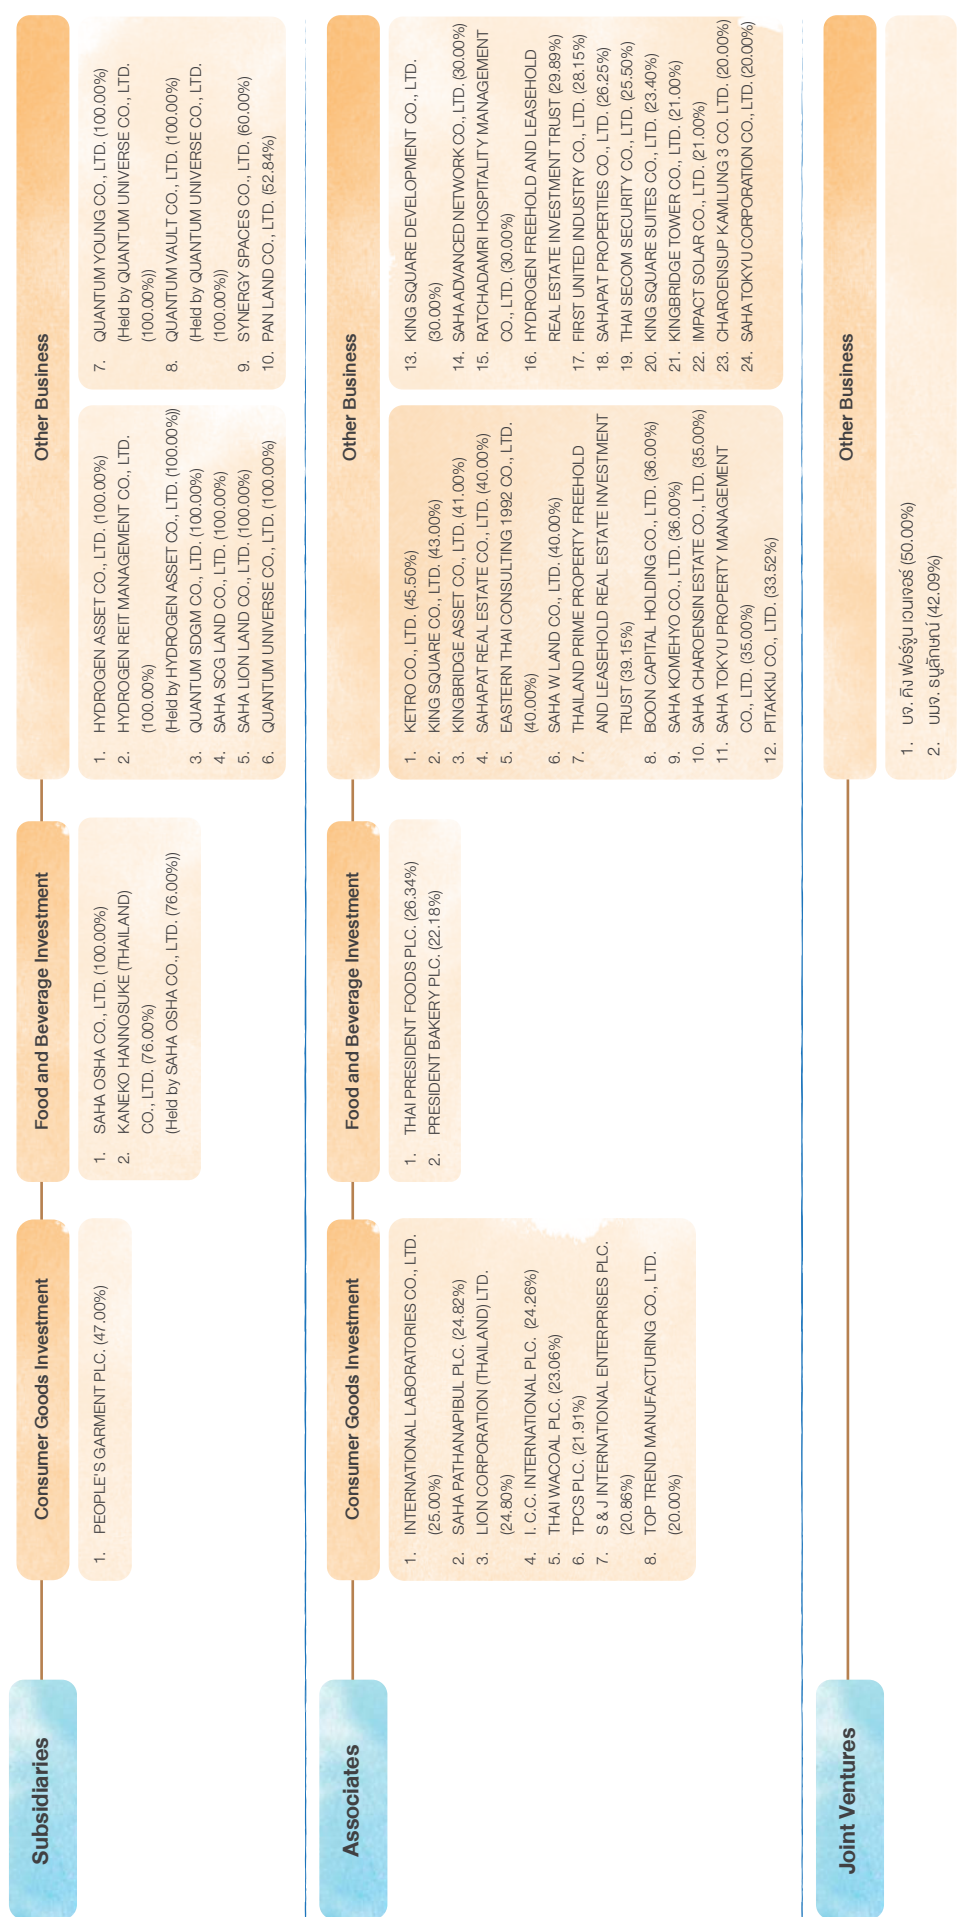 Subsidiaries
Consumer Goods Investment
1. PEOPLE'S GARMENT PLC. (47.00%)
Food and Beverage Investment
1. SAHA OSHA CO., LTD. (100.00%)
2. KANEKO HANNOSUKE (THAILAND)
CO., LTD. (76.00%)
(Held by SAHA OSHA CO., LTD. (76.00%))
Other Business
1. HYDROGEN ASSET CO., LTD. (100.00%)
2. HYDROGEN REIT MANAGEMENT CO., LTD.
(100.00%)
(Held by HYDROGEN ASSET CO., LTD. (100.00%))
3. QUANTUM SDGM CO., LTD. (100.00%)
4. SAHA SCG LAND CO., LTD. (100.00%)
5. SAHA LION LAND CO., LTD. (100.00%)
6. QUANTUM UNIVERSE CO., LTD. (100.00%)
7. QUANTUM YOUNG CO., LTD. (100.00%)
(Held by QUANTUM UNIVERSE CO., LTD.
(100.00%))
8. QUANTUM VAULT CO., LTD. (100.00%)
(Held by QUANTUM UNIVERSE CO., LTD.
(100.00%))
9. SYNERGY SPACES CO., LTD. (60.00%)
10. PAN LAND CO., LTD. (52.84%)
Associates
Consumer Goods Investment
1. INTERNATIONAL LABORATORIES CO., LTD.
(25.00%)
2. SAHA PATHANAPIBUL PLC. (24.82%)
3. LION CORPORATION (THAILAND) LTD.
(24.80%)
4. I.C.C. INTERNATIONAL PLC. (24.26%)
5. THAI WACOAL PLC. (23.06%)
6. TPCS PLC. (21.91%)
7. S & J INTERNATIONAL ENTERPRISES PLC.
(20.86%)
8. TOP TREND MANUFACTURING CO., LTD.
(20.00%)
Food and Beverage Investment
1. THAI PRESIDENT FOODS PLC. (26.34%)
2. PRESIDENT BAKERY PLC. (22.18%)
Other Business
1. KETRO CO., LTD. (45.50%)
2. KING SQUARE CO., LTD. (43.00%)
3. KINGBRIDGE ASSET CO., LTD. (41.00%)
4. SAHAPAT REAL ESTATE CO., LTD. (40.00%)
5. EASTERN THAI CONSULTING 1992 CO., LTD.
(40.00%)
6. SAHA W LAND CO., LTD. (40.00%)
7. THAILAND PRIME PROPERTY FREEHOLD
AND LEASEHOLD REAL ESTATE INVESTMENT
TRUST (39.15%)
8. BOON CAPITAL HOLDING CO., LTD. (36.00%)
9. SAHA KOMEHYO CO., LTD. (36.00%)
10. SAHA CHAROENSIN ESTATE CO., LTD. (35.00%)
11. SAHA TOKYU PROPERTY MANAGEMENT
CO., LTD. (35.00%)
12. PITAKKIJ CO., LTD. (33.52%)
13. KING SQUARE DEVELOPMENT CO., LTD.
(30.00%)
14. SAHA ADVANCED NETWORK CO., LTD. (30.00%)
15. RATCHADAMRI HOSPITALITY MANAGEMENT
CO., LTD. (30.00%)
16. HYDROGEN FREEHOLD AND LEASEHOLD
REAL ESTATE INVESTMENT TRUST (29.89%)
17. FIRST UNITED INDUSTRY CO., LTD. (28.15%)
18. SAHAPAT PROPERTIES CO., LTD. (26.25%)
19. THAI SECOM SECURITY CO., LTD. (25.50%)
20. KING SQUARE SUITES CO., LTD. (23.40%)
21. KINGBRIDGE TOWER CO., LTD. (21.00%)
22. IMPACT SOLAR CO., LTD. (21.00%)
23. CHAROENSUP KAMLUNG 3 CO. LTD. (20.00%)
24. SAHA TOKYU CORPORATION CO., LTD. (20.00%)
Joint Ventures
Other Business
1. บจ. คิง ฟอร์จูน เวนเจอร์ (50.00%)
2. บมจ. ธนูลักษณ์ (42.09%)